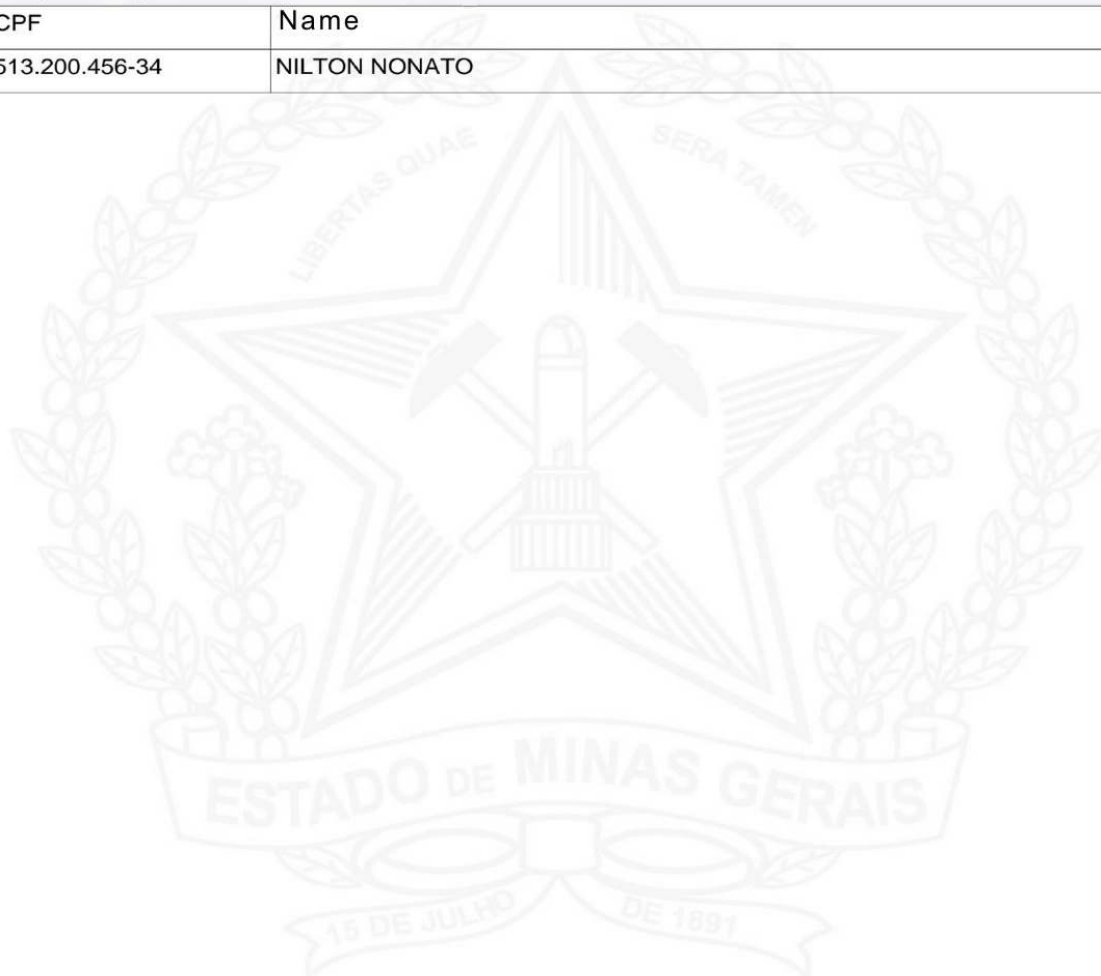 CPF Name
513.200.456-34 NILTON NONATO
LIBERTAS QUAE SERA TAMEN
ESTADO DE MINAS GERAIS
15 DE JULHO DE 1891